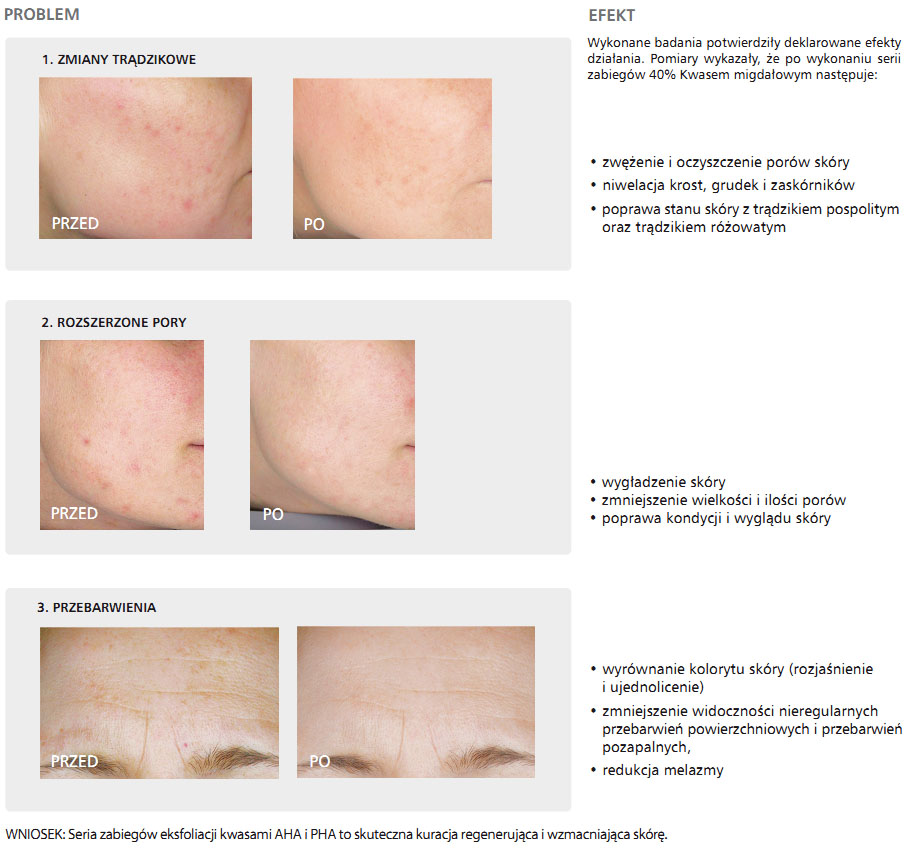 PROBLEM
EFEKT
Wykonane badania potwierdziły deklarowane efekty
działania. Pomiary wykazały, że po wykonaniu serii
zabiegów 40% Kwasem migdałowym następuje:
1. ZMIANY TRĄDZIKOWE
PRZED
PO
• zwężenie i oczyszczenie porów skóry
• niwelacja krost, grudek i zaskórników
• poprawa stanu skóry z trądzikiem pospolitym
oraz trądzikiem różowatym
2. ROZSZERZONE PORY
PRZED
PO
• wygładzenie skóry
• zmniejszenie wielkości i ilości porów
• poprawa kondycji i wyglądu skóry
3. PRZEBARWIENIA
PRZED
PO
• wyrównanie kolorytu skóry (rozjaśnienie
i ujednolicenie)
• zmniejszenie widoczności nieregularnych
przebarwień powierzchniowych i przebarwień
pozapalnych,
• redukcja melazmy
WNIOSEK: Seria zabiegów eksfoliacji kwasami AHA i PHA to skuteczna kuracja regenerująca i wzmacniająca skórę.